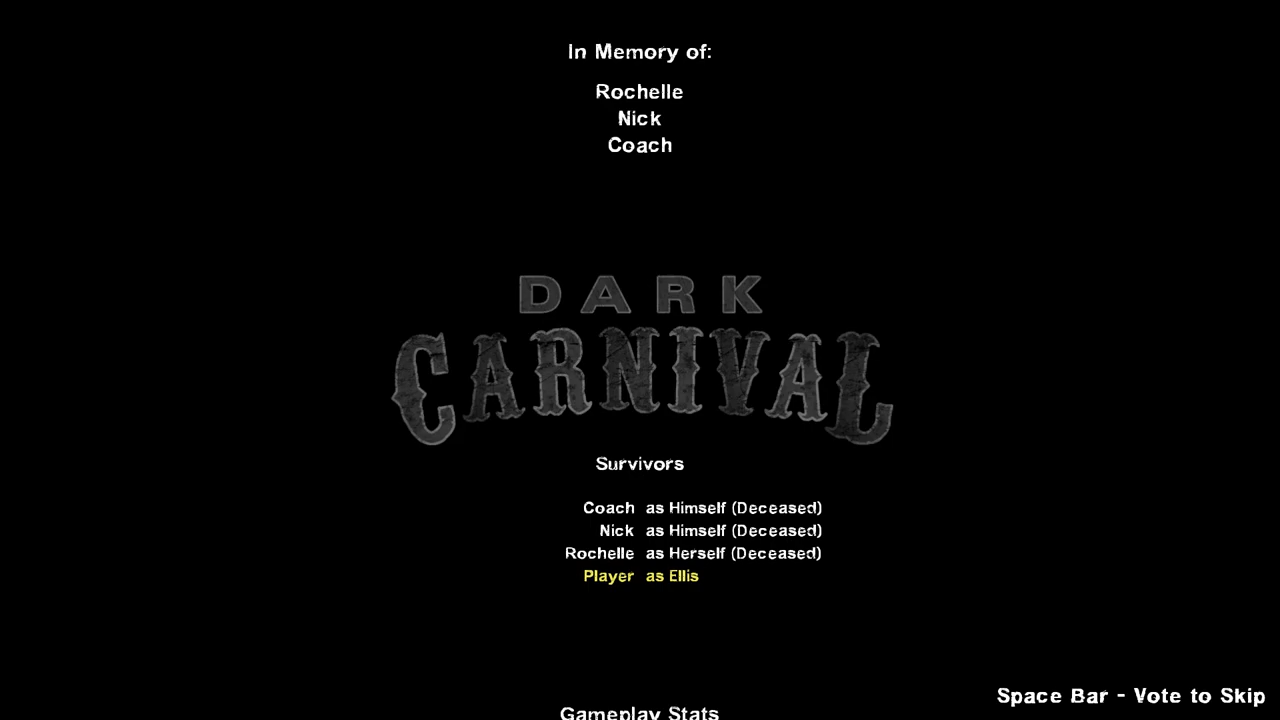 In Memory of:
Rochelle
Nick
Coach
DARK
CARNIVAL
Survivors
Coach as Himself (Deceased)
Nick as Himself (Deceased)
Rochelle as Herself (Deceased)
Player as Ellis
Space Bar - Vote to Skip
Gameplay Stats